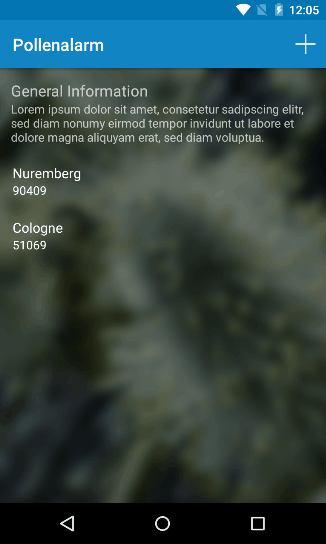 12:05
Pollenalarm
General Information
Lorem ipsum dolor sit amet, consetetur sadipscing elitr,
sed diam nonumy eirmod tempor invidunt ut labore et
dolore magna aliquyam erat, sed diam voluptua.
Nuremberg
90409
Cologne
51069